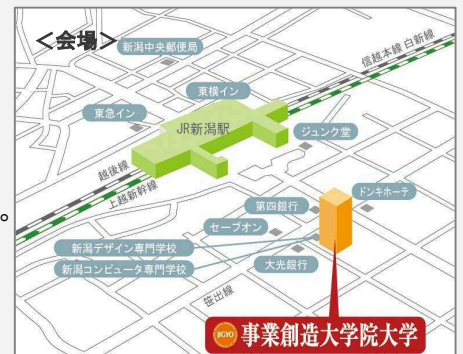 <会場>
新潟中央郵便局
信越本線 白新線
東横イン
東急イン
JR新潟駅
ジュンク堂
越後線
上越新幹線
ドンキホーテ
第四銀行
セーブオン
新潟デザイン専門学校
新潟コンピュータ専門学校
大光銀行
笹出線
。
JIGYO 事業創造大学院大学